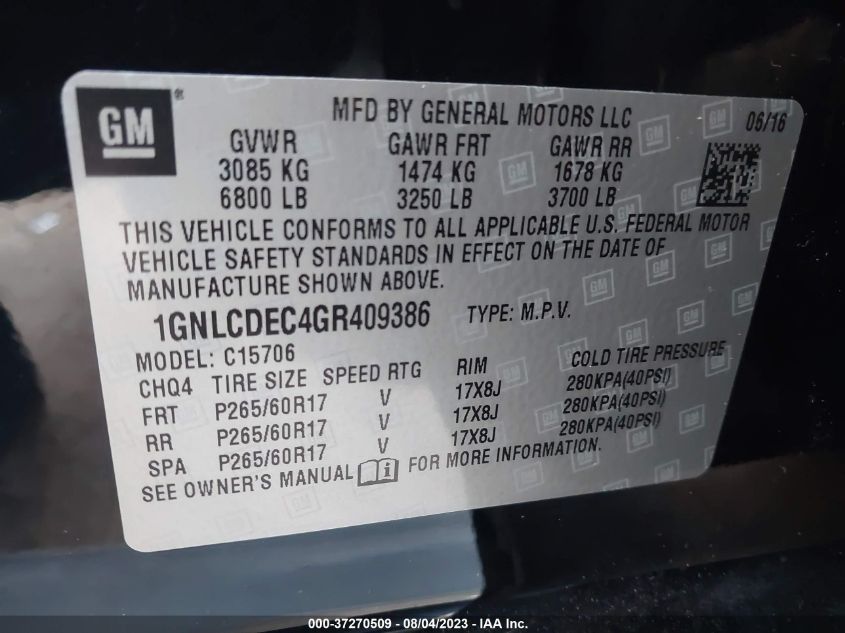 GM ®
MFD BY GENERAL MOTORS LLC 06/16
GVWR GAWR FRT GAWR RR
3085 KG 1474 KG 1678 KG
6800 LB 3250 LB 3700 LB
THIS VEHICLE CONFORMS TO ALL APPLICABLE U.S. FEDERAL MOTOR
VEHICLE SAFETY STANDARDS IN EFFECT ON THE DATE OF
MANUFACTURE SHOWN ABOVE.
1GNLCDEC4GR409386 TYPE: M.P.V.
MODEL: C15706
CHQ4 TIRE SIZE SPEED RTG RIM COLD TIRE PRESSURE
FRT P265/60R17 V 17X8J 280KPA(40PSI)
RR P265/60R17 V 17X8J 280KPA(40PSI)
SPA P265/60R17 V 17X8J 280KPA(40PSI)
SEE OWNER'S MANUAL FOR MORE INFORMATION.
000-37270509 - 08/04/2023 - IAA Inc.